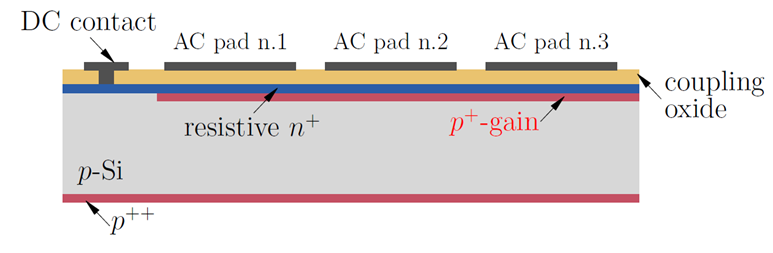 DC contact
AC pad n.1
AC pad n.2
AC pad n.3
coupling
oxide
resistive n⁺
p⁺-gain
p-Si
p⁺⁺